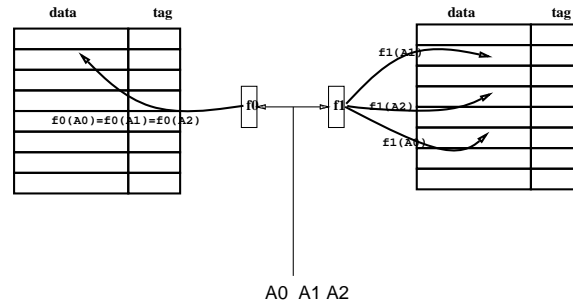 data tag
data tag
f1(A1)
f0
f1
f1(A2)
f0(A0)=f0(A1)=f0(A2)
f1(A0)
A0 A1 A2